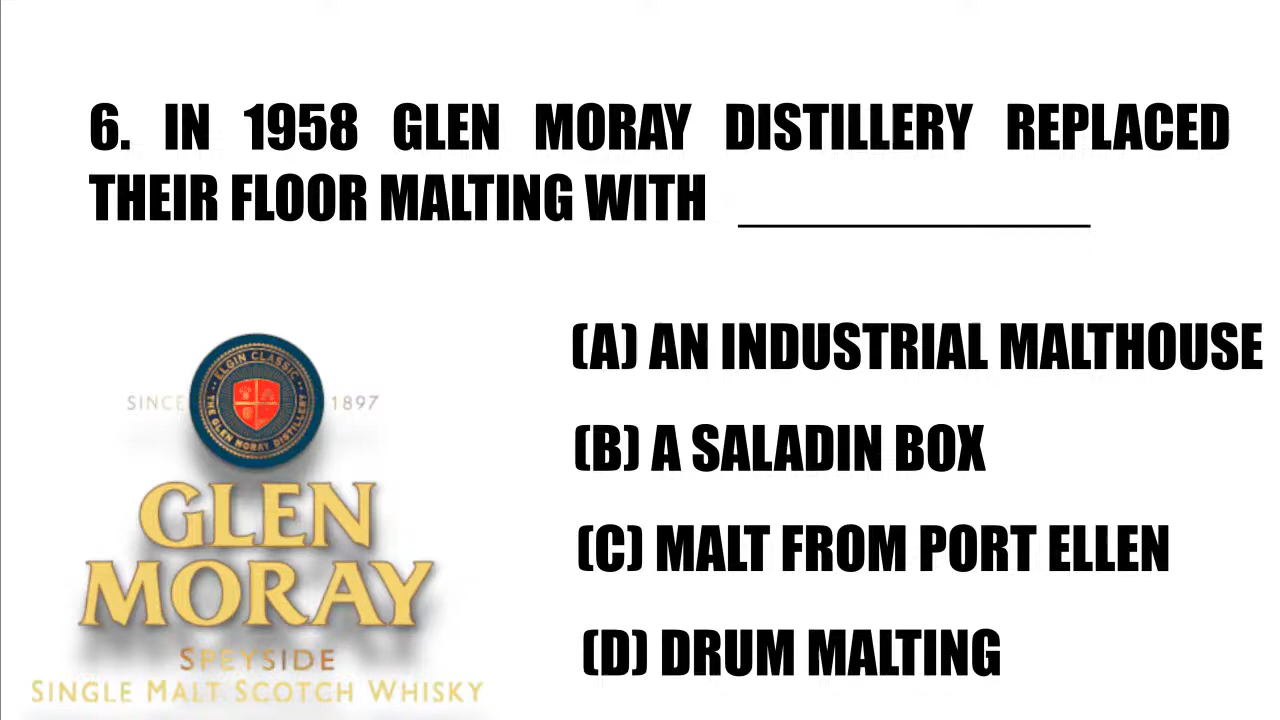 6. IN 1958 GLEN MORAY DISTILLERY REPLACED
THEIR FLOOR MALTING WITH ______________
(A) AN INDUSTRIAL MALTHOUSE
(B) A SALADIN BOX
(C) MALT FROM PORT ELLEN
(D) DRUM MALTING
ELGIN CLASSIC
THE GLEN MORAY DISTILLERY
SINCE 1897
GLEN
MORAY
SPEYSIDE
SINGLE MALT SCOTCH WHISKY